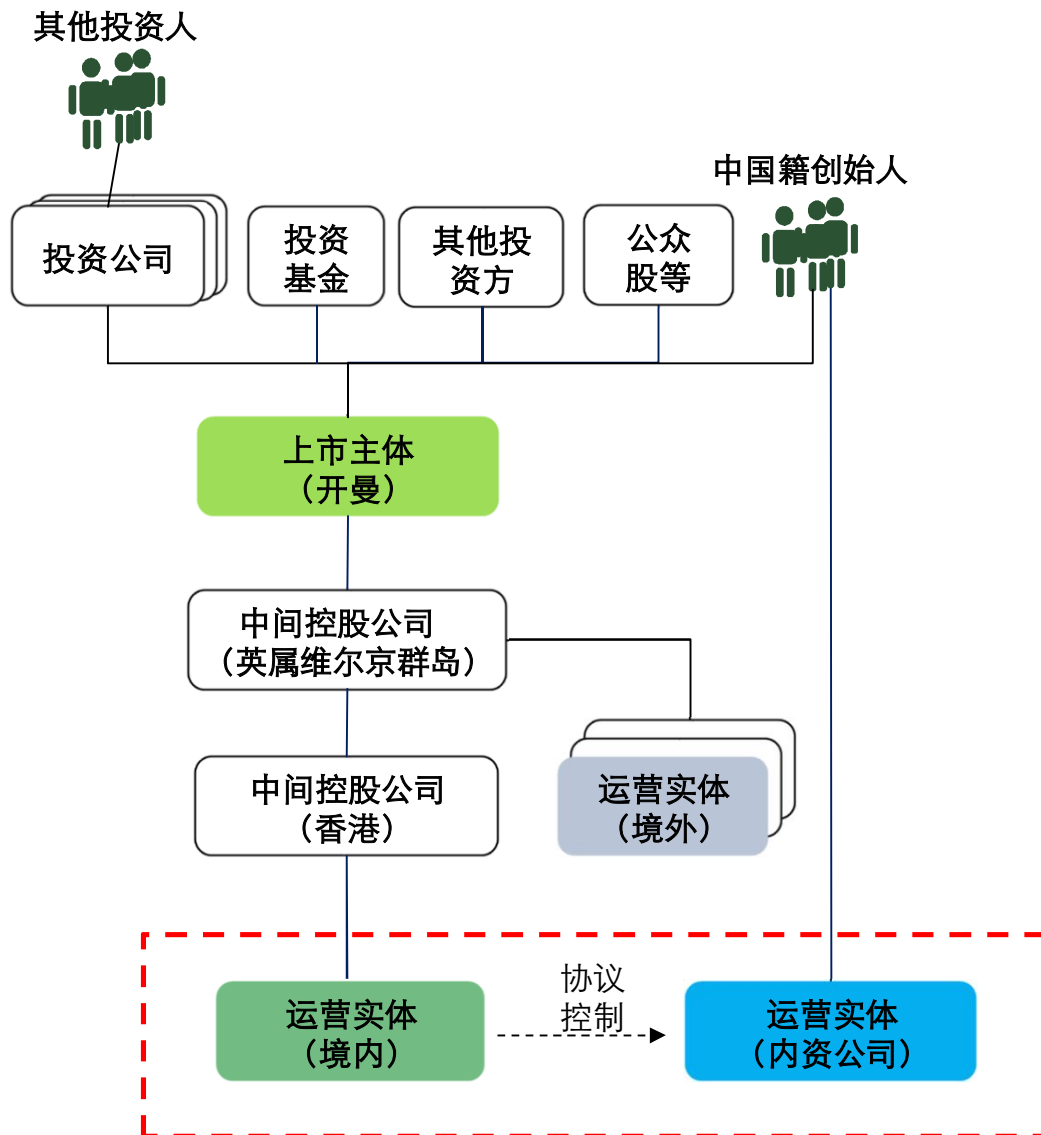 其他投资人
中国籍创始人
投资公司
投资
基金
其他投
资方
公众
股等
上市主体
（开曼）
中间控股公司
（英属维尔京群岛）
中间控股公司
（香港）
运营实体
（境外）
运营实体
（境内）
协议
控制
运营实体
（内资公司）